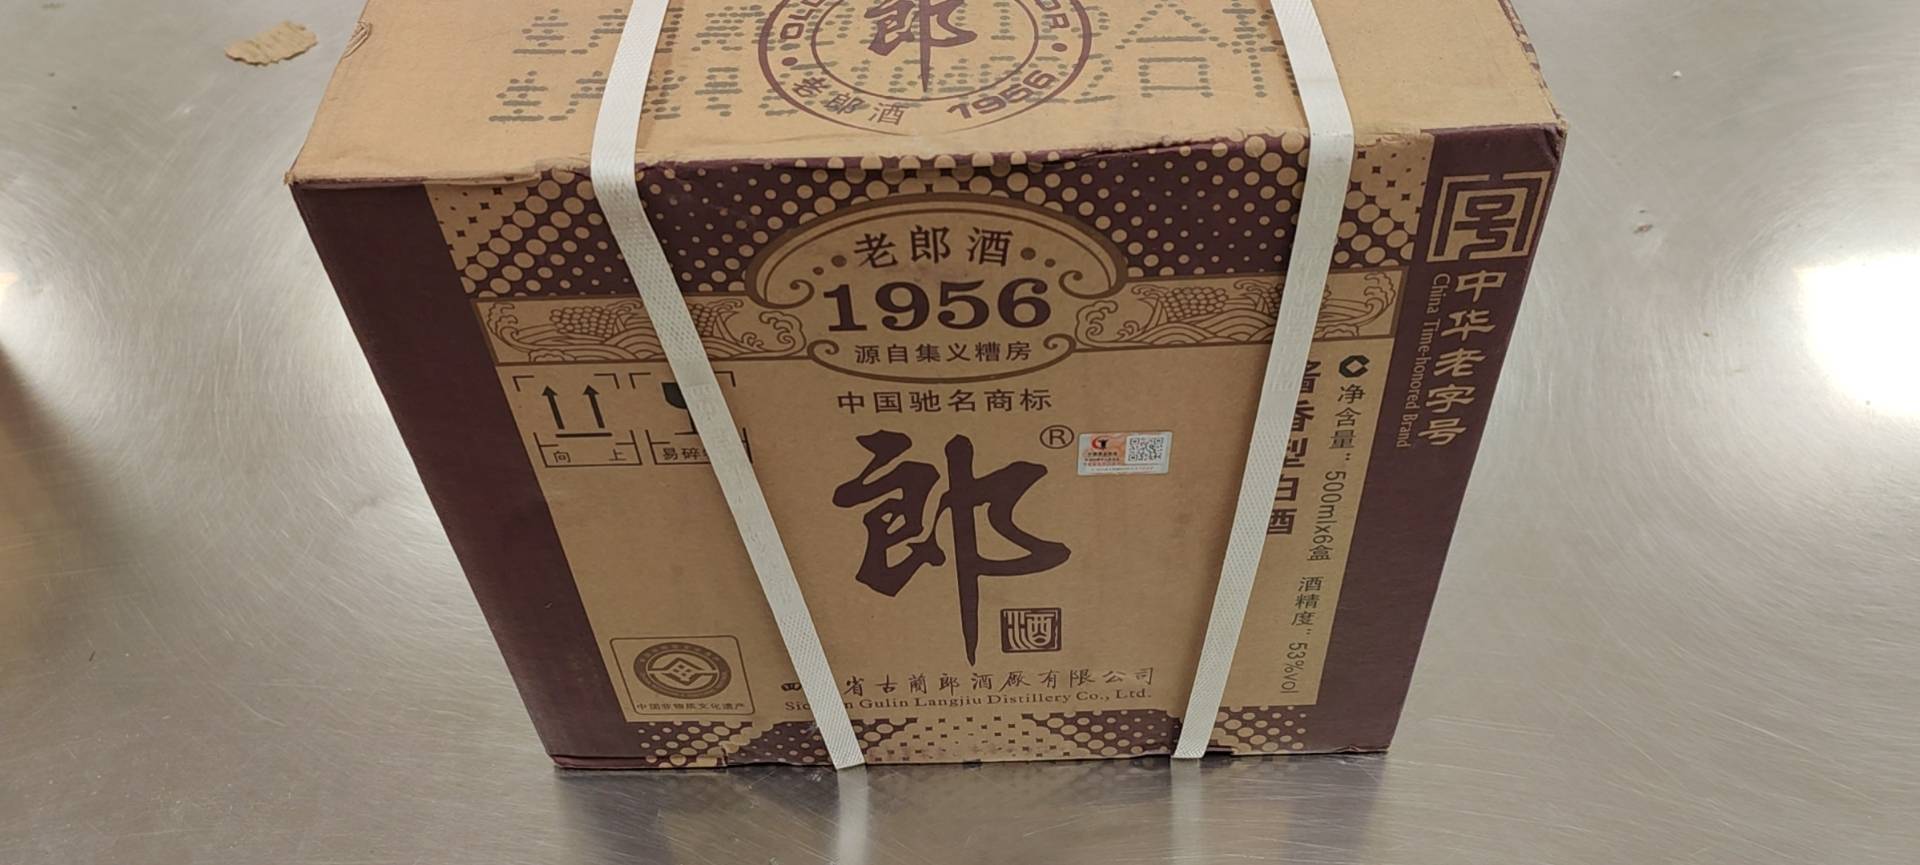 郎
老郎酒 1956
老郎酒
1956
源自集义糟房
中国驰名商标
郎®
酒
向上
易碎
酱香型白酒
净含量：500ml×6盒 酒精度：53%vol
中华老字号
China Time-honored Brand
中国非物质文化遗产
省古蔺郎酒厰有限公司
Gulin Langjiu Distillery Co., Ltd.